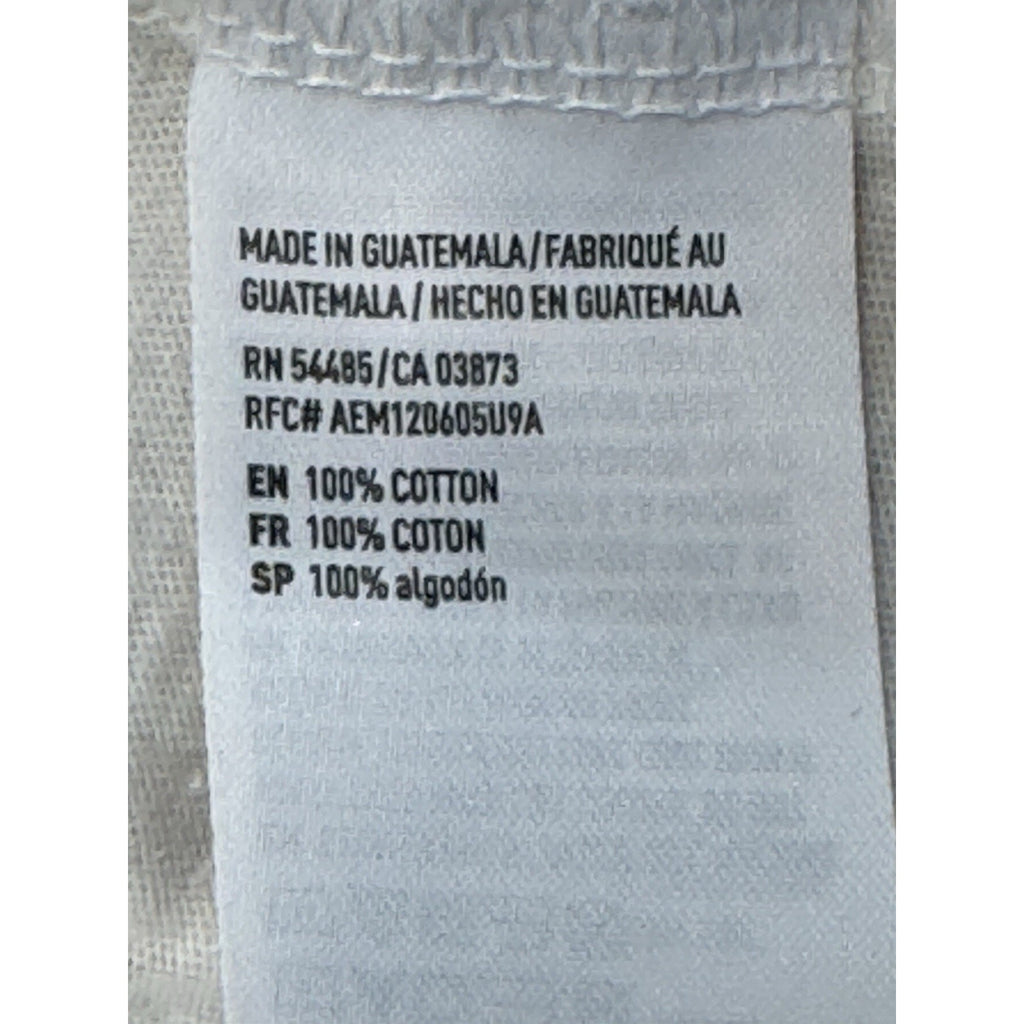 MADE IN GUATEMALA/FABRIQUÉ AU
GUATEMALA / HECHO EN GUATEMALA
RN 54485/CA 03873
RFC# AEM120605U9A
EN 100% COTTON
FR 100% COTON
SP 100% algodón